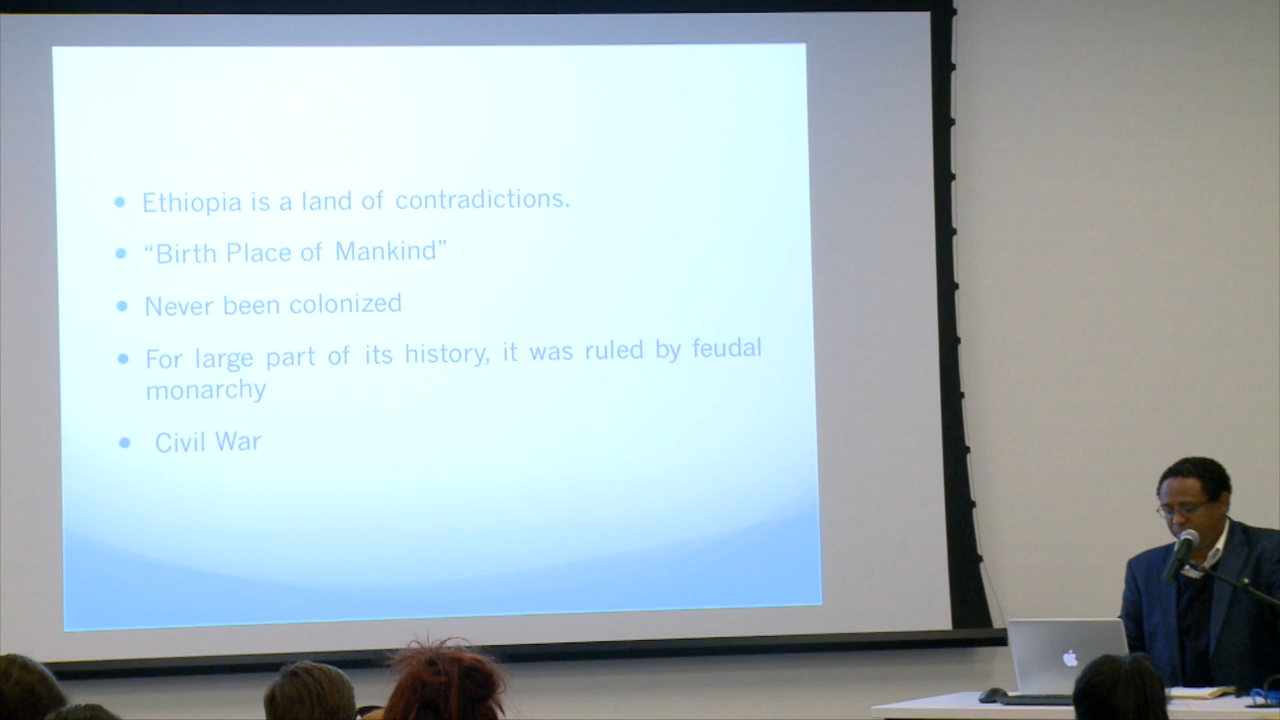 • Ethiopia is a land of contradictions.
• “Birth Place of Mankind”
• Never been colonized
• For large part of its history, it was ruled by feudal
monarchy
• Civil War